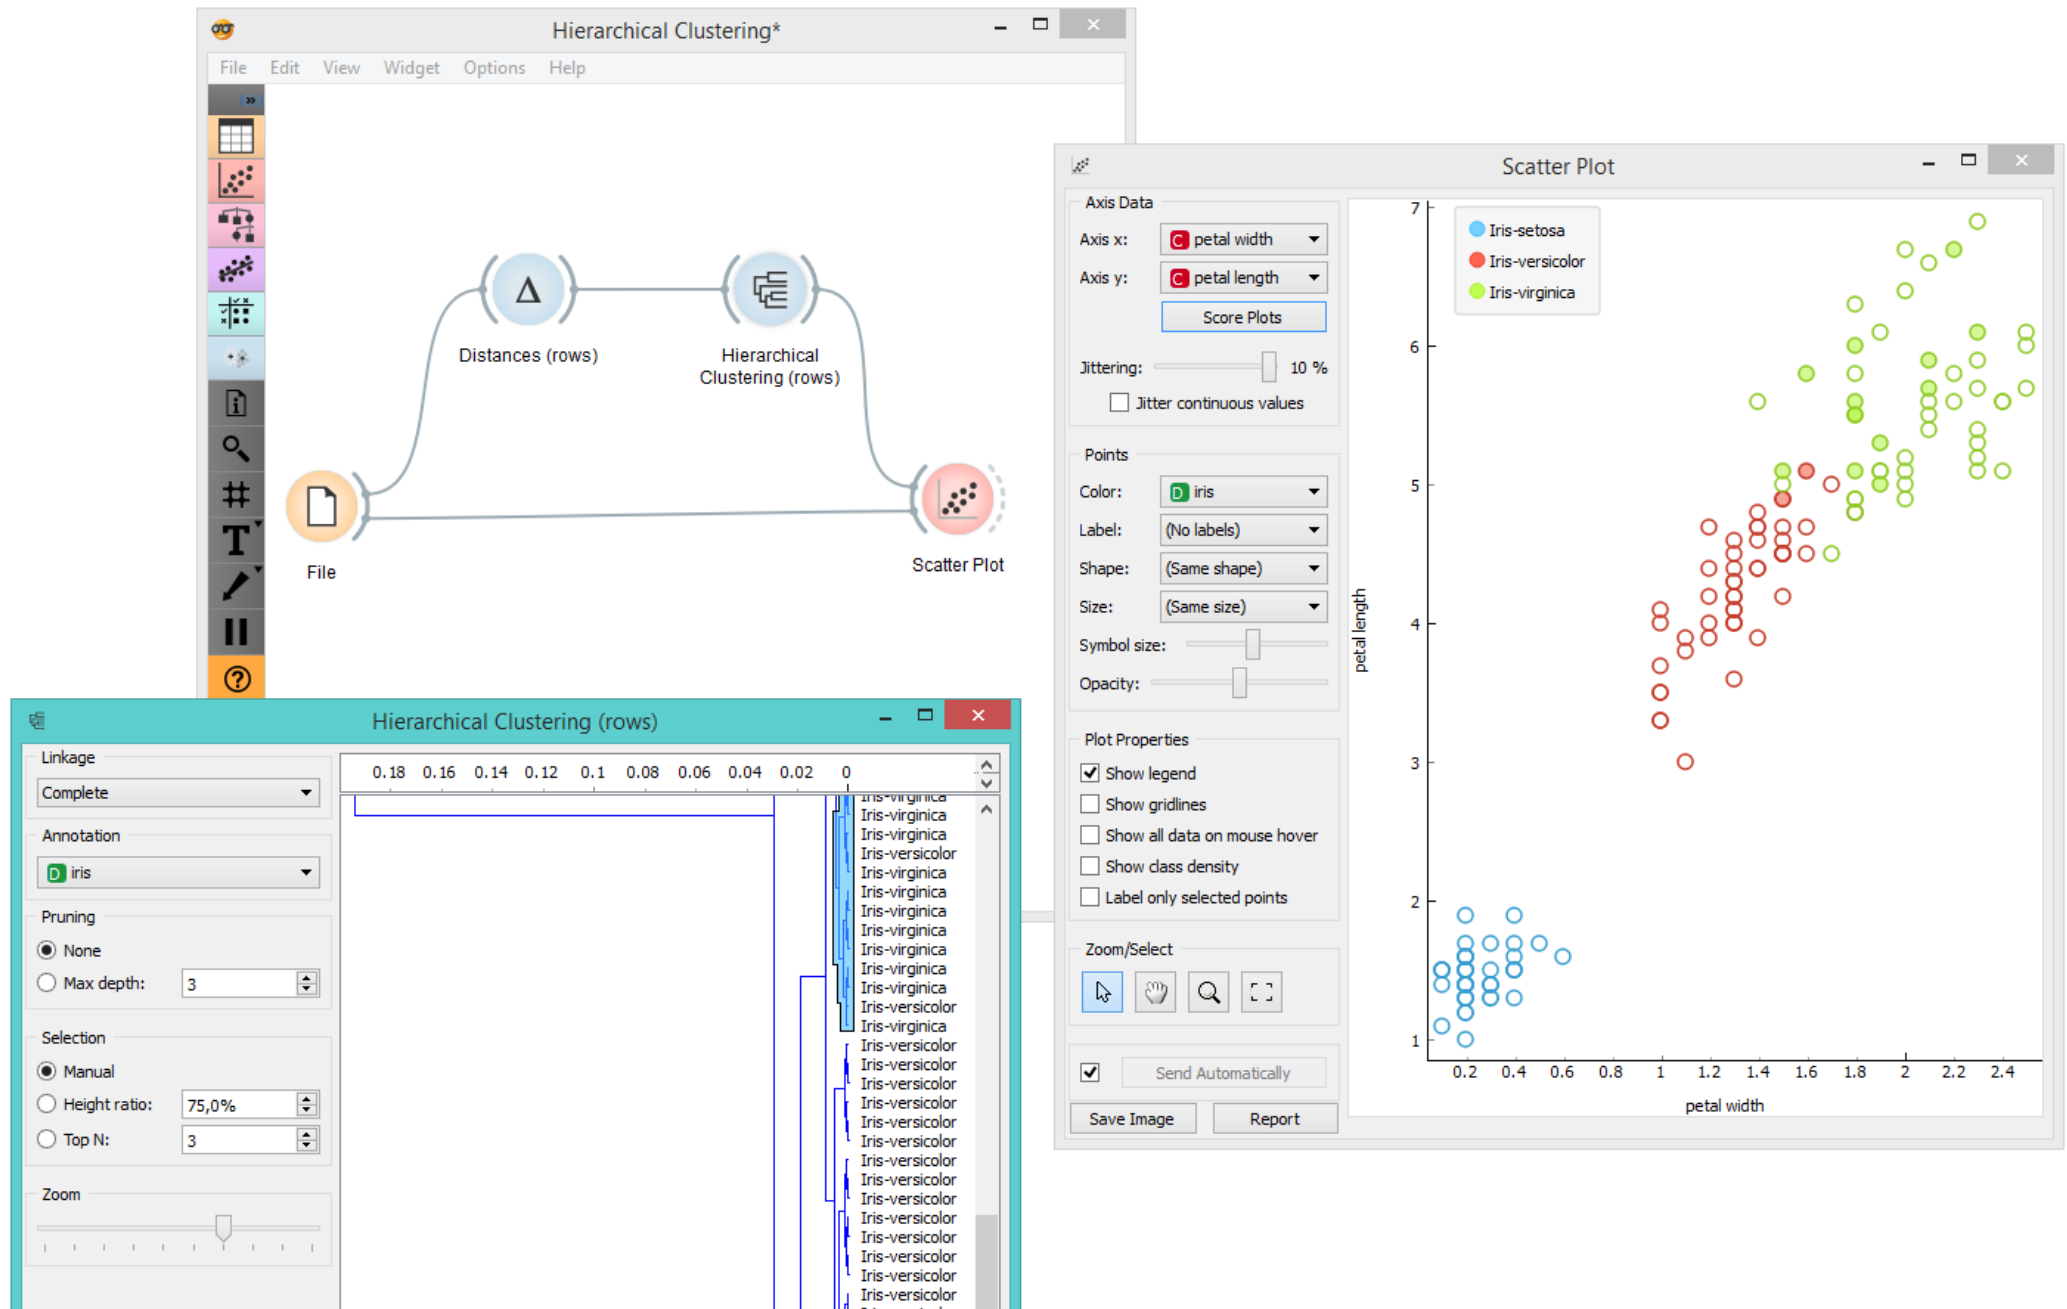 Hierarchical Clustering*
File Edit View Widget Options Help
»
Δ
Distances (rows)
Hierarchical
Clustering (rows)
File
Scatter Plot
T
?
Scatter Plot
Axis Data
Axis x: C petal width
Axis y: C petal length
Score Plots
Jittering: 10 %
Jitter continuous values
Points
Color: D iris
Label: (No labels)
Shape: (Same shape)
Size: (Same size)
Symbol size:
Opacity:
Plot Properties
Show legend
Show gridlines
Show all data on mouse hover
Show class density
Label only selected points
Zoom/Select
Send Automatically
Save Image Report
Iris-setosa
Iris-versicolor
Iris-virginica
7
6
5
4
3
2
1
petal length
0.2 0.4 0.6 0.8 1 1.2 1.4 1.6 1.8 2 2.2 2.4
petal width
Hierarchical Clustering (rows)
Linkage
Complete
Annotation
D iris
Pruning
None
Max depth: 3
Selection
Manual
Height ratio: 75,0%
Top N: 3
Zoom
0.18 0.16 0.14 0.12 0.1 0.08 0.06 0.04 0.02 0
Iris-virginica
Iris-virginica
Iris-virginica
Iris-versicolor
Iris-virginica
Iris-virginica
Iris-virginica
Iris-virginica
Iris-virginica
Iris-virginica
Iris-virginica
Iris-versicolor
Iris-virginica
Iris-versicolor
Iris-versicolor
Iris-versicolor
Iris-versicolor
Iris-versicolor
Iris-versicolor
Iris-versicolor
Iris-versicolor
Iris-versicolor
Iris-versicolor
Iris-versicolor
Iris-versicolor
Iris-versicolor
Iris-versicolor